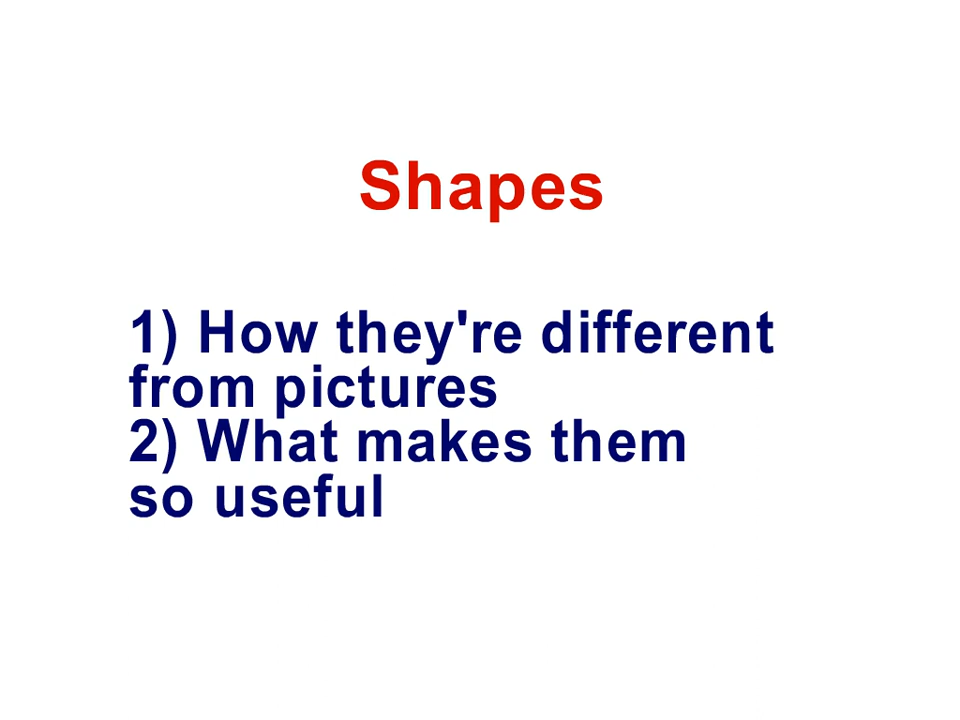 Shapes
1) How they're different
from pictures
2) What makes them
so useful